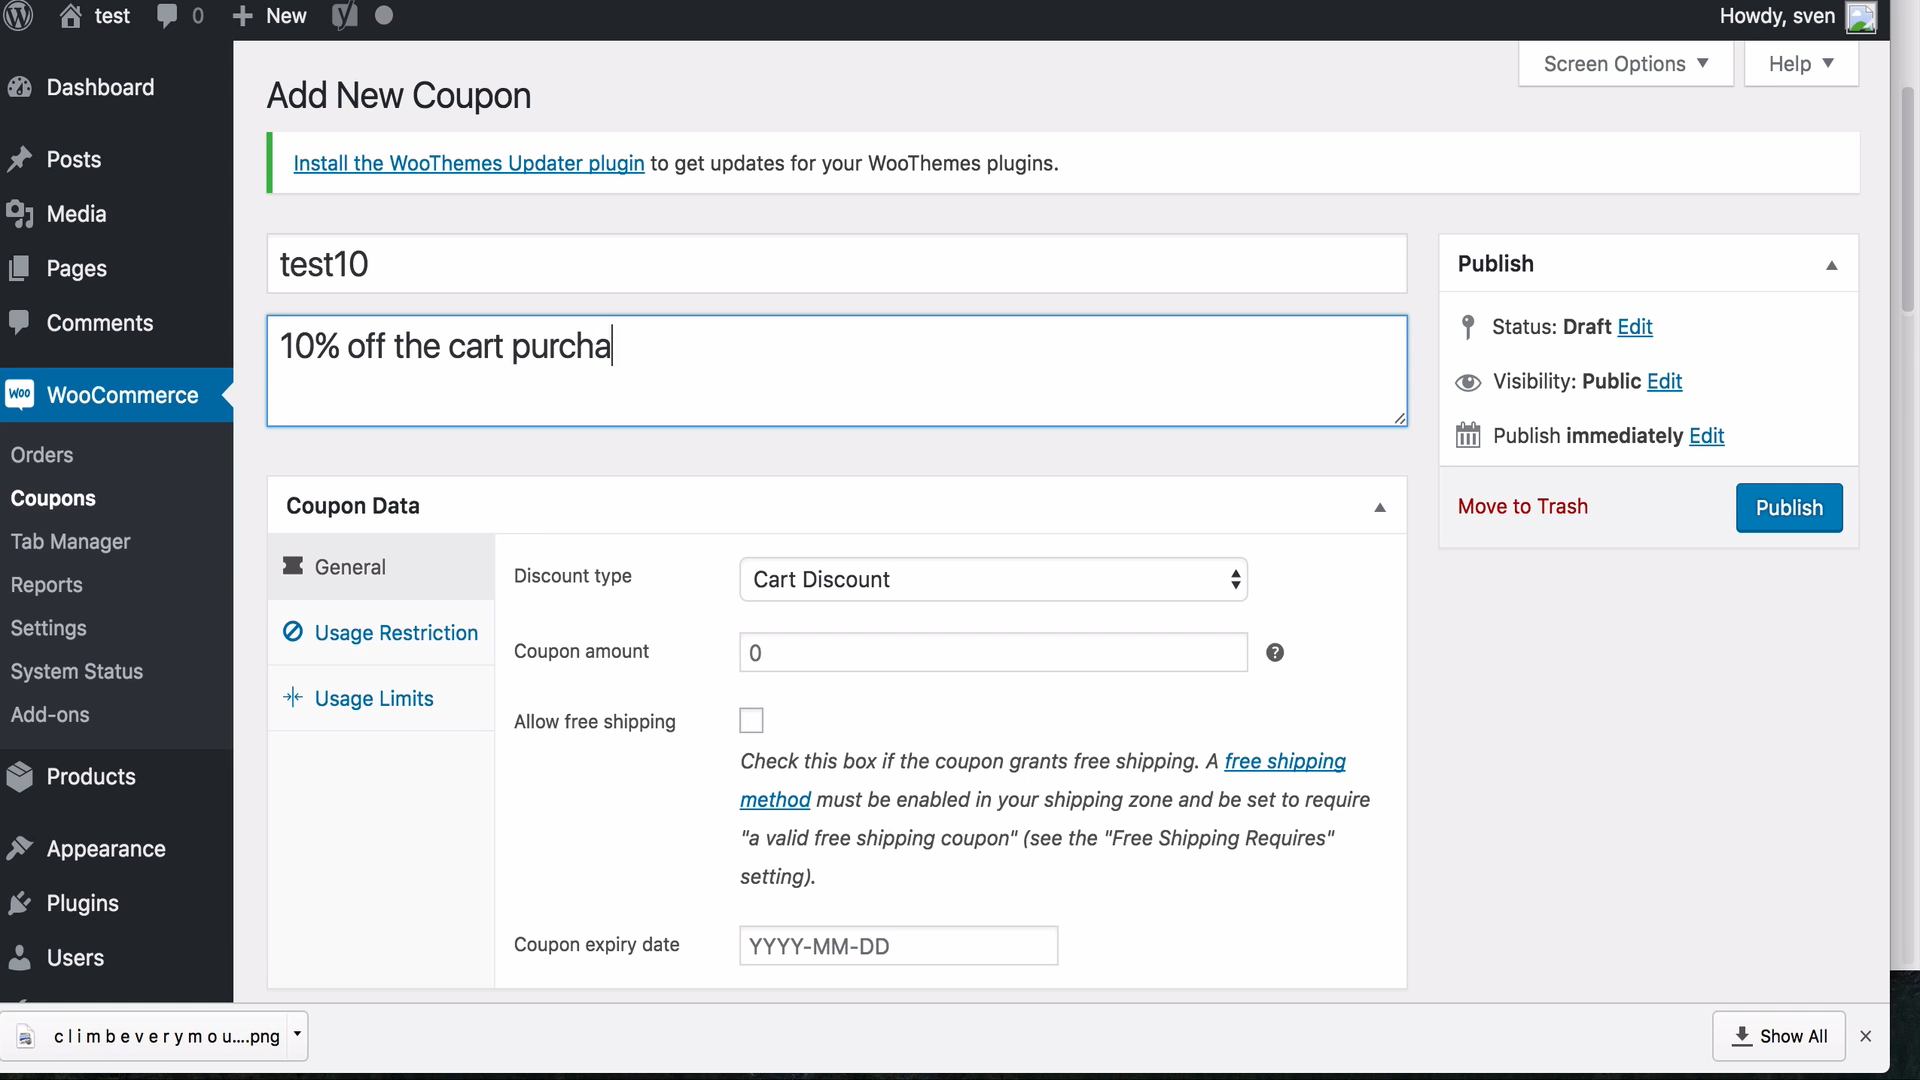 test
0
New
Howdy, sven
Screen Options
Help
Dashboard
Posts
Media
Pages
Comments
WOO
WooCommerce
Orders
Coupons
Tab Manager
Reports
Settings
System Status
Add-ons
Products
Appearance
Plugins
Users
Add New Coupon
Install the WooThemes Updater plugin to get updates for your WooThemes plugins.
test10
10% off the cart purcha
Coupon Data
General
Usage Restriction
Usage Limits
Discount type
Cart Discount
Coupon amount
0
Allow free shipping
Check this box if the coupon grants free shipping. A free shipping
method must be enabled in your shipping zone and be set to require
"a valid free shipping coupon" (see the "Free Shipping Requires"
setting).
Coupon expiry date
YYYY-MM-DD
Publish
Status: Draft Edit
Visibility: Public Edit
Publish immediately Edit
Move to Trash
Publish
climbeverymou....png
Show All